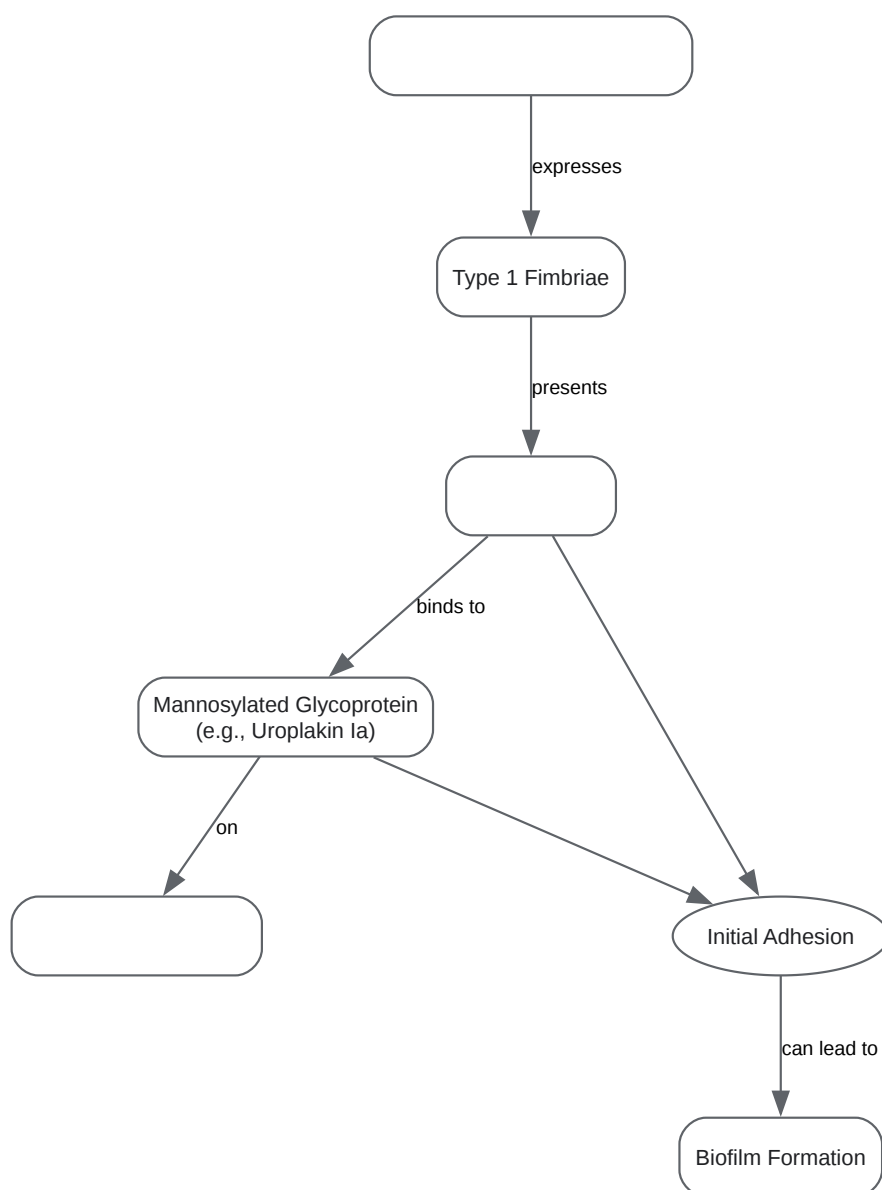 expresses
Type 1 Fimbriae
presents
binds to
Mannosylated Glycoprotein
(e.g., Uroplakin Ia)
on
Initial Adhesion
can lead to
Biofilm Formation